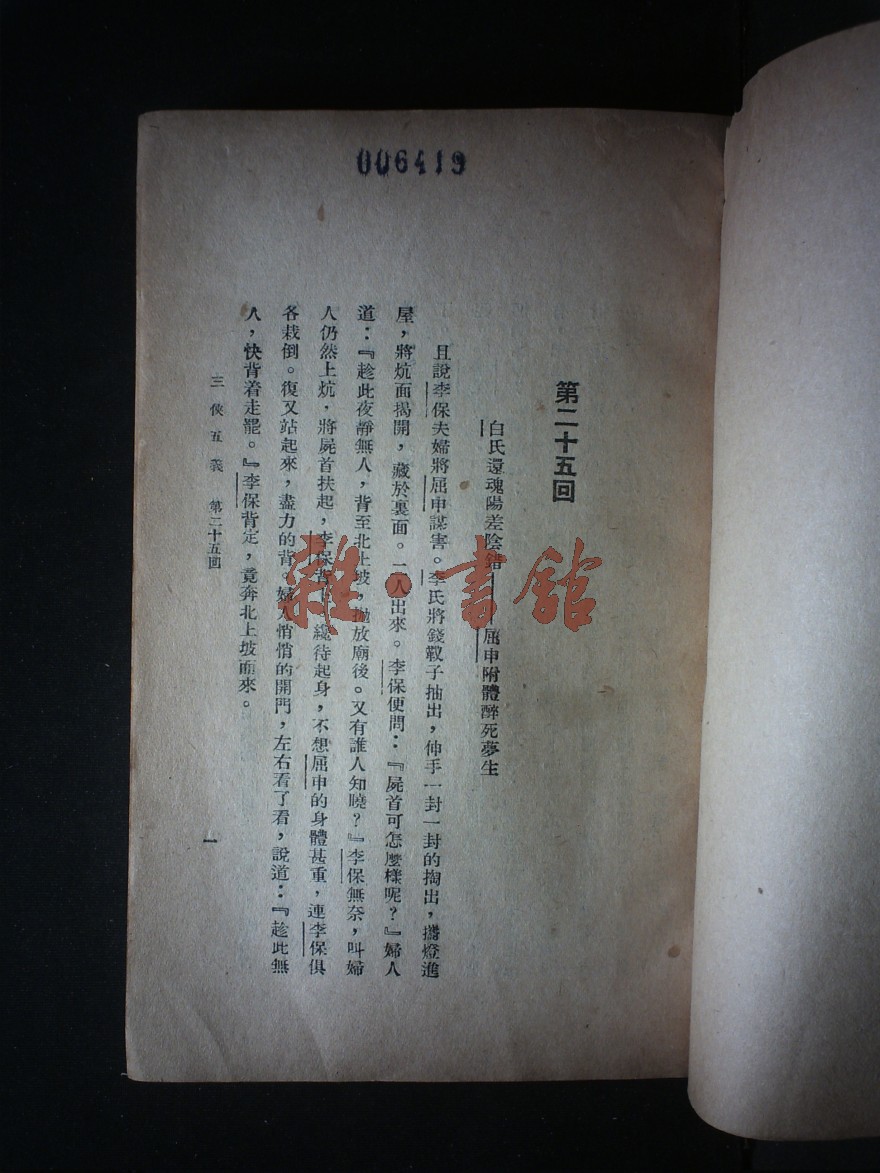 006419
第二十五回
白氏還魂陽差陰錯——屈申附體醉死夢生
且說李保夫婦將屈申謀害。李氏將錢靫子抽出，伸手一封一封的掏出，攜燈進
屋，將炕面揭開，藏於裏面。二人出來。李保便問：『屍首可怎麼樣呢？』婦人
道：『趁此夜靜無人，背至北上坡，拋放廟後。又有誰人知曉？』李保無奈，叫婦
人仍然上炕，將屍首扶起，李保背上。纔待起身，不想屈申的身體甚重，連李保俱
各栽倒。復又站起來，盡力的背。婦人悄悄的開門，左右看了看，說道：『趁此無
人，快背着走罷。』李保背定，竟奔北上坡而來。
三俠五義 第二十五回
一
雜·書館